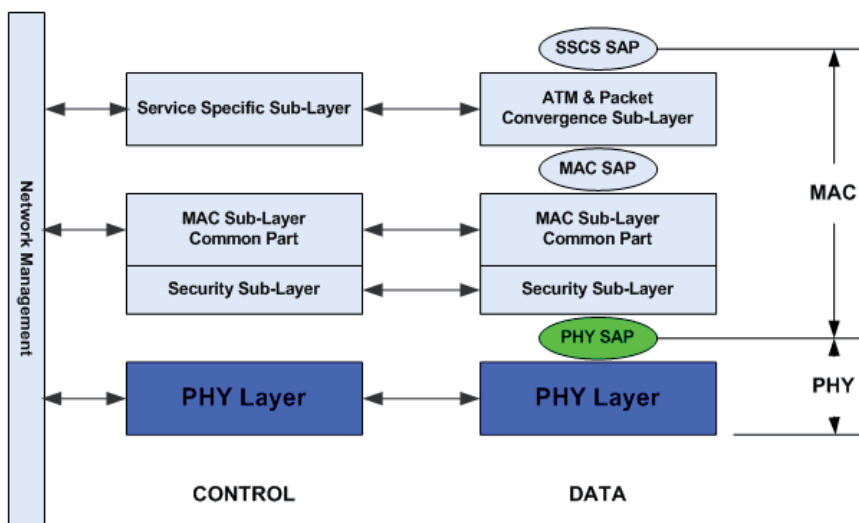 SSCS SAP
Service Specific Sub-Layer
ATM & Packet
Convergence Sub-Layer
MAC SAP
MAC
Network Management
MAC Sub-Layer
Common Part
MAC Sub-Layer
Common Part
Security Sub-Layer
Security Sub-Layer
PHY SAP
PHY Layer
PHY Layer
PHY
CONTROL
DATA